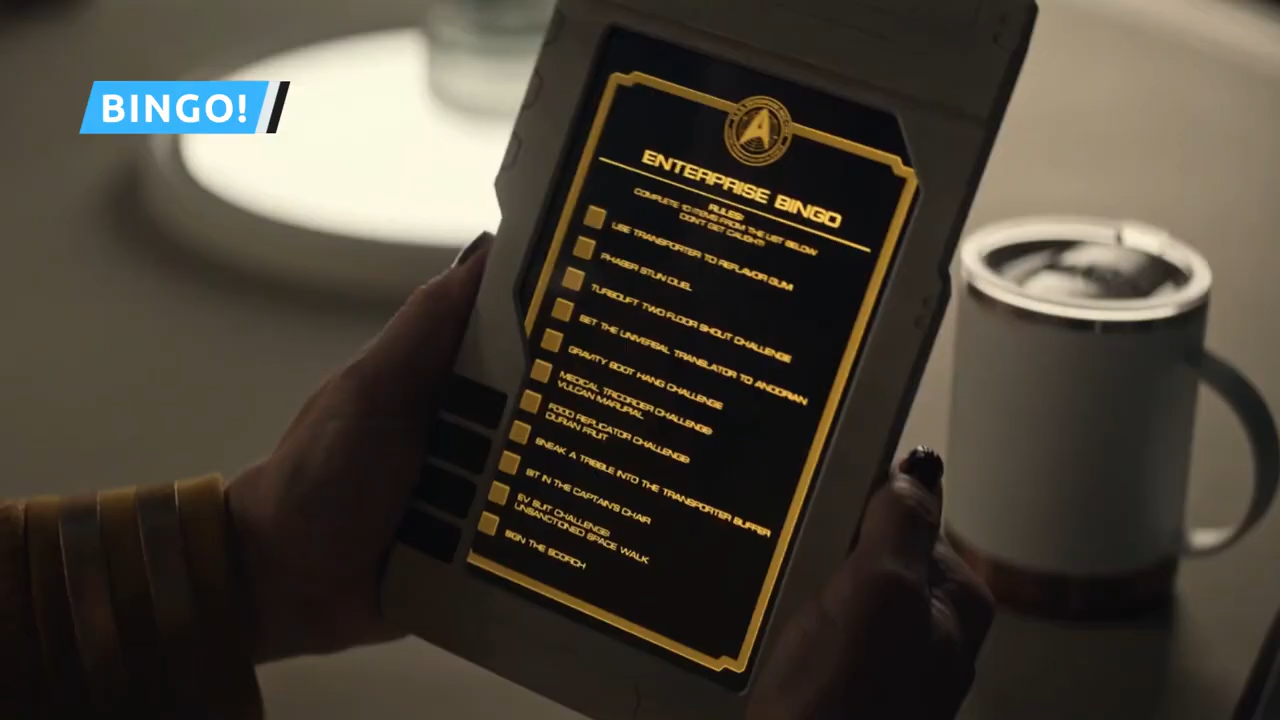 BINGO!
ENTERPRISE BINGO
RULES:
COMPLETE 10 ITEMS FROM THE LIST BELOW
DON'T GET CAUGHT!
USE TRANSPORTER TO REFLAVOR GUM
PHASER STUN DUEL
TURBOLIFT TWO FLOOR SHOUT CHALLENGE
SET THE UNIVERSAL TRANSLATOR TO ANDORIAN
GRAVITY BOOT HANG CHALLENGE
MEDICAL TRICORDER CHALLENGE:
VULCAN MARUPIAL
FOOD REPLICATOR CHALLENGE:
DURIAN FRUIT
SNEAK A TRIBBLE INTO THE TRANSPORTER BUFFER
SIT IN THE CAPTAIN'S CHAIR
EV SUIT CHALLENGE:
UNSANCTIONED SPACE WALK
SIGN THE SCORCH